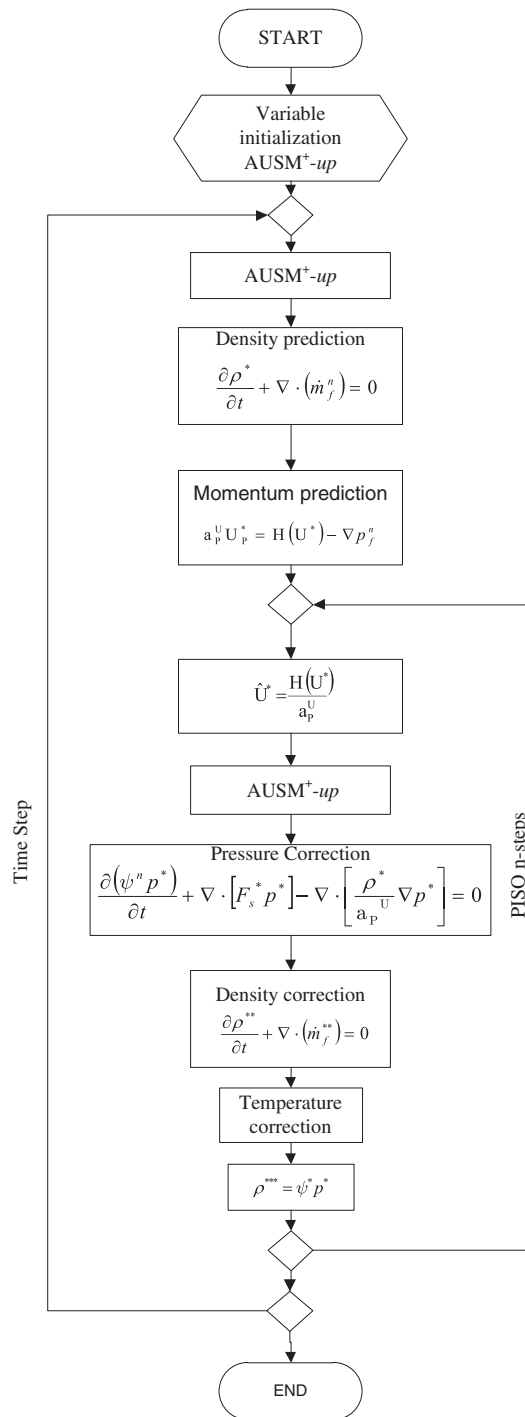 START
Variable
initialization
AUSM⁺-up
AUSM⁺-up
Density prediction
∂ρ*/∂t + ∇ · (ṁ_f^n) = 0
Momentum prediction
a_P^U U_P^* = H(U*) − ∇p_f^n
Û* = H(U*)/a_P^U
AUSM⁺-up
Pressure Correction
∂(ψ^n p*)/∂t + ∇ · [F_s^* p*] − ∇ · [ρ*/a_P^U ∇p*] = 0
Density correction
∂ρ**/∂t + ∇ · (ṁ_f^**) = 0
Temperature
correction
ρ*** = ψ* p*
END
Time Step
PISO n-steps